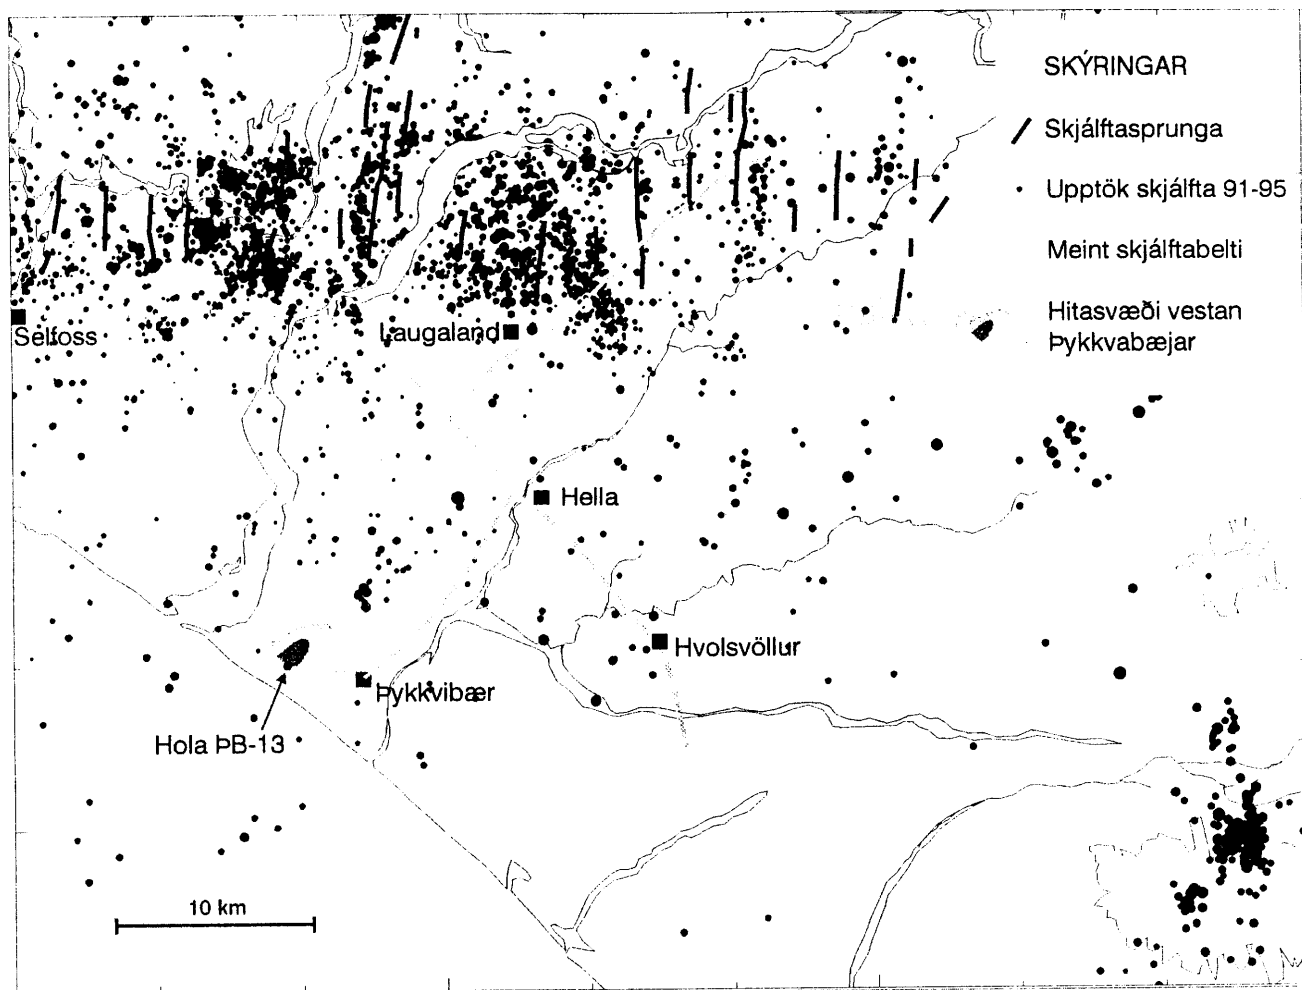 SKÝRINGAR
Skjálftasprunga
Upptök skjálfta 91-95
Meint skjálftabelti
Hitasvæði vestan
Þykkvabæjar
Selfoss
Laugaland
Hella
Hvolsvöllur
Þykkvibær
Hola ÞB-13
10 km